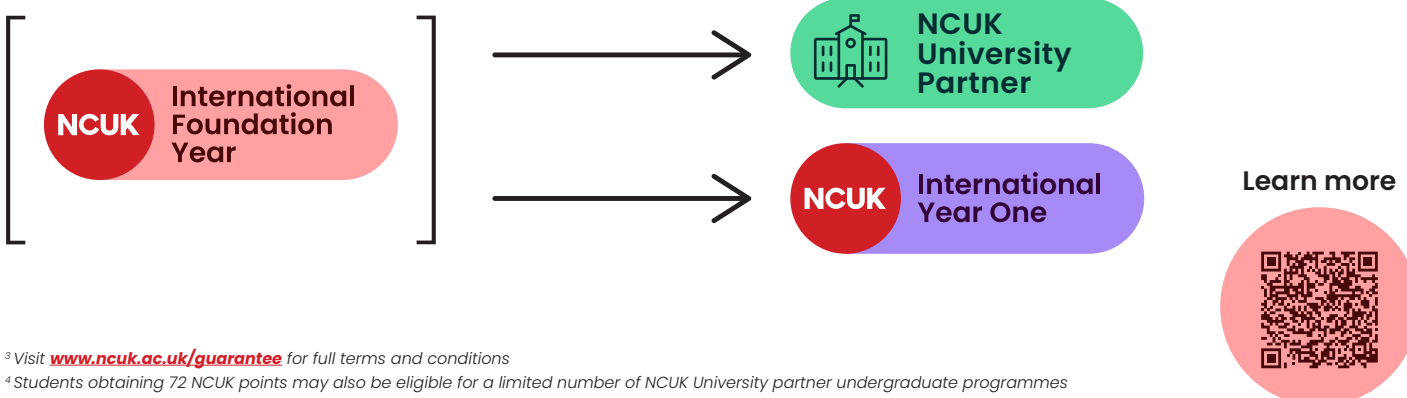 NCUK
International
Foundation
Year
NCUK
University
Partner
NCUK
International
Year One
Learn more
³ Visit www.ncuk.ac.uk/guarantee for full terms and conditions
⁴ Students obtaining 72 NCUK points may also be eligible for a limited number of NCUK University partner undergraduate programmes